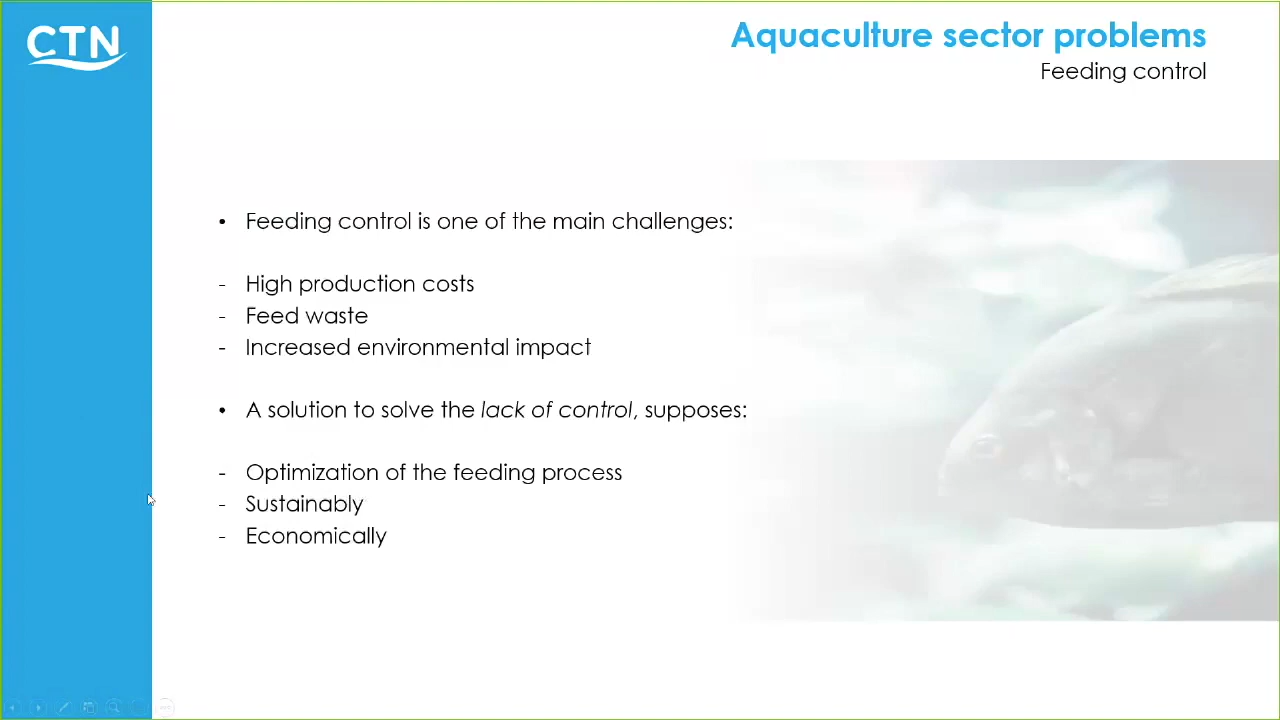 CTN
Aquaculture sector problems
Feeding control
• Feeding control is one of the main challenges:
- High production costs
- Feed waste
- Increased environmental impact
• A solution to solve the lack of control, supposes:
- Optimization of the feeding process
- Sustainably
- Economically